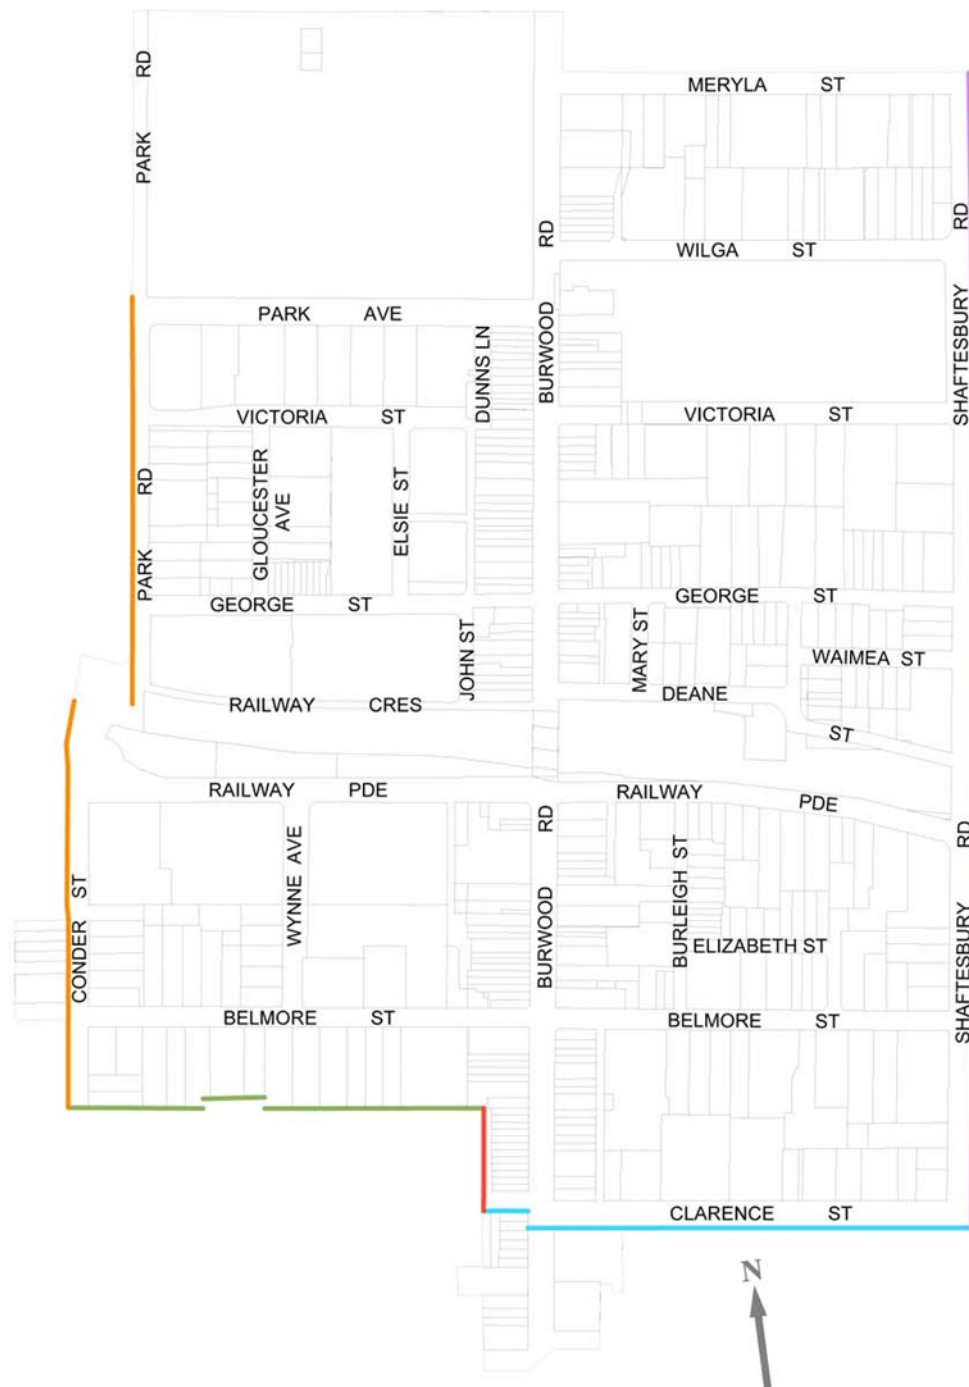 MERYLA ST
PARK RD
BURWOOD RD
SHAFTESBURY RD
WILGA ST
PARK AVE
DUNNS LN
VICTORIA ST
VICTORIA ST
PARK RD
GLOUCESTER
AVE
ELSIE ST
GEORGE ST
GEORGE ST
JOHN ST
MARY ST
WAIMEA ST
DEANE ST
RAILWAY CRES
RAILWAY PDE
RAILWAY PDE
CONDER ST
WYNNE AVE
BURWOOD RD
BURLEIGH ST
ELIZABETH ST
SHAFTESBURY RD
BELMORE ST
BELMORE ST
CLARENCE ST
N